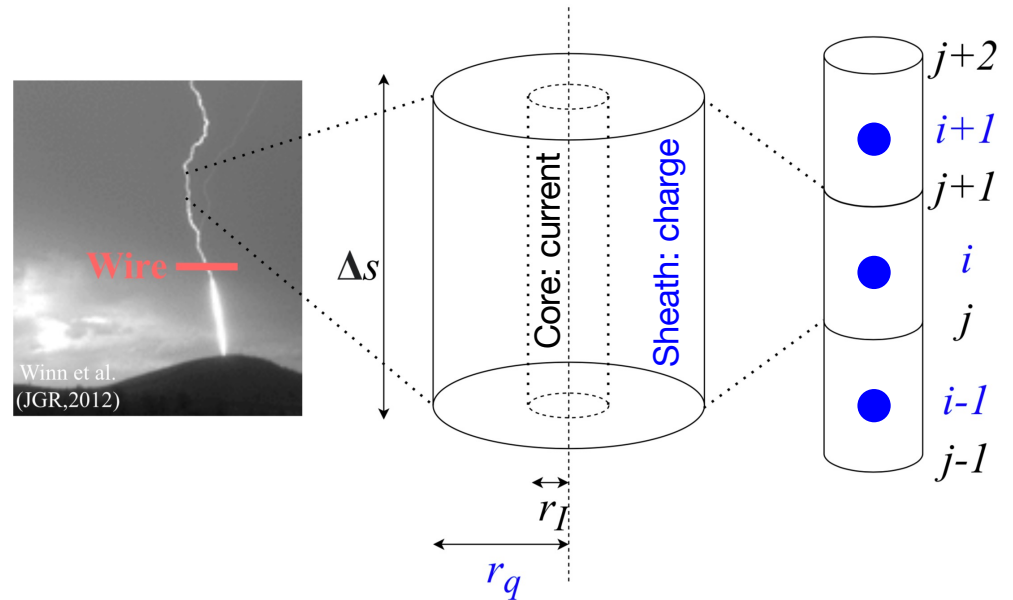 Wire
Winn et al.
(JGR,2012)
Δs
Core: current
Sheath: charge
r_I
r_q
j+2
i+1
j+1
i
j
i-1
j-1